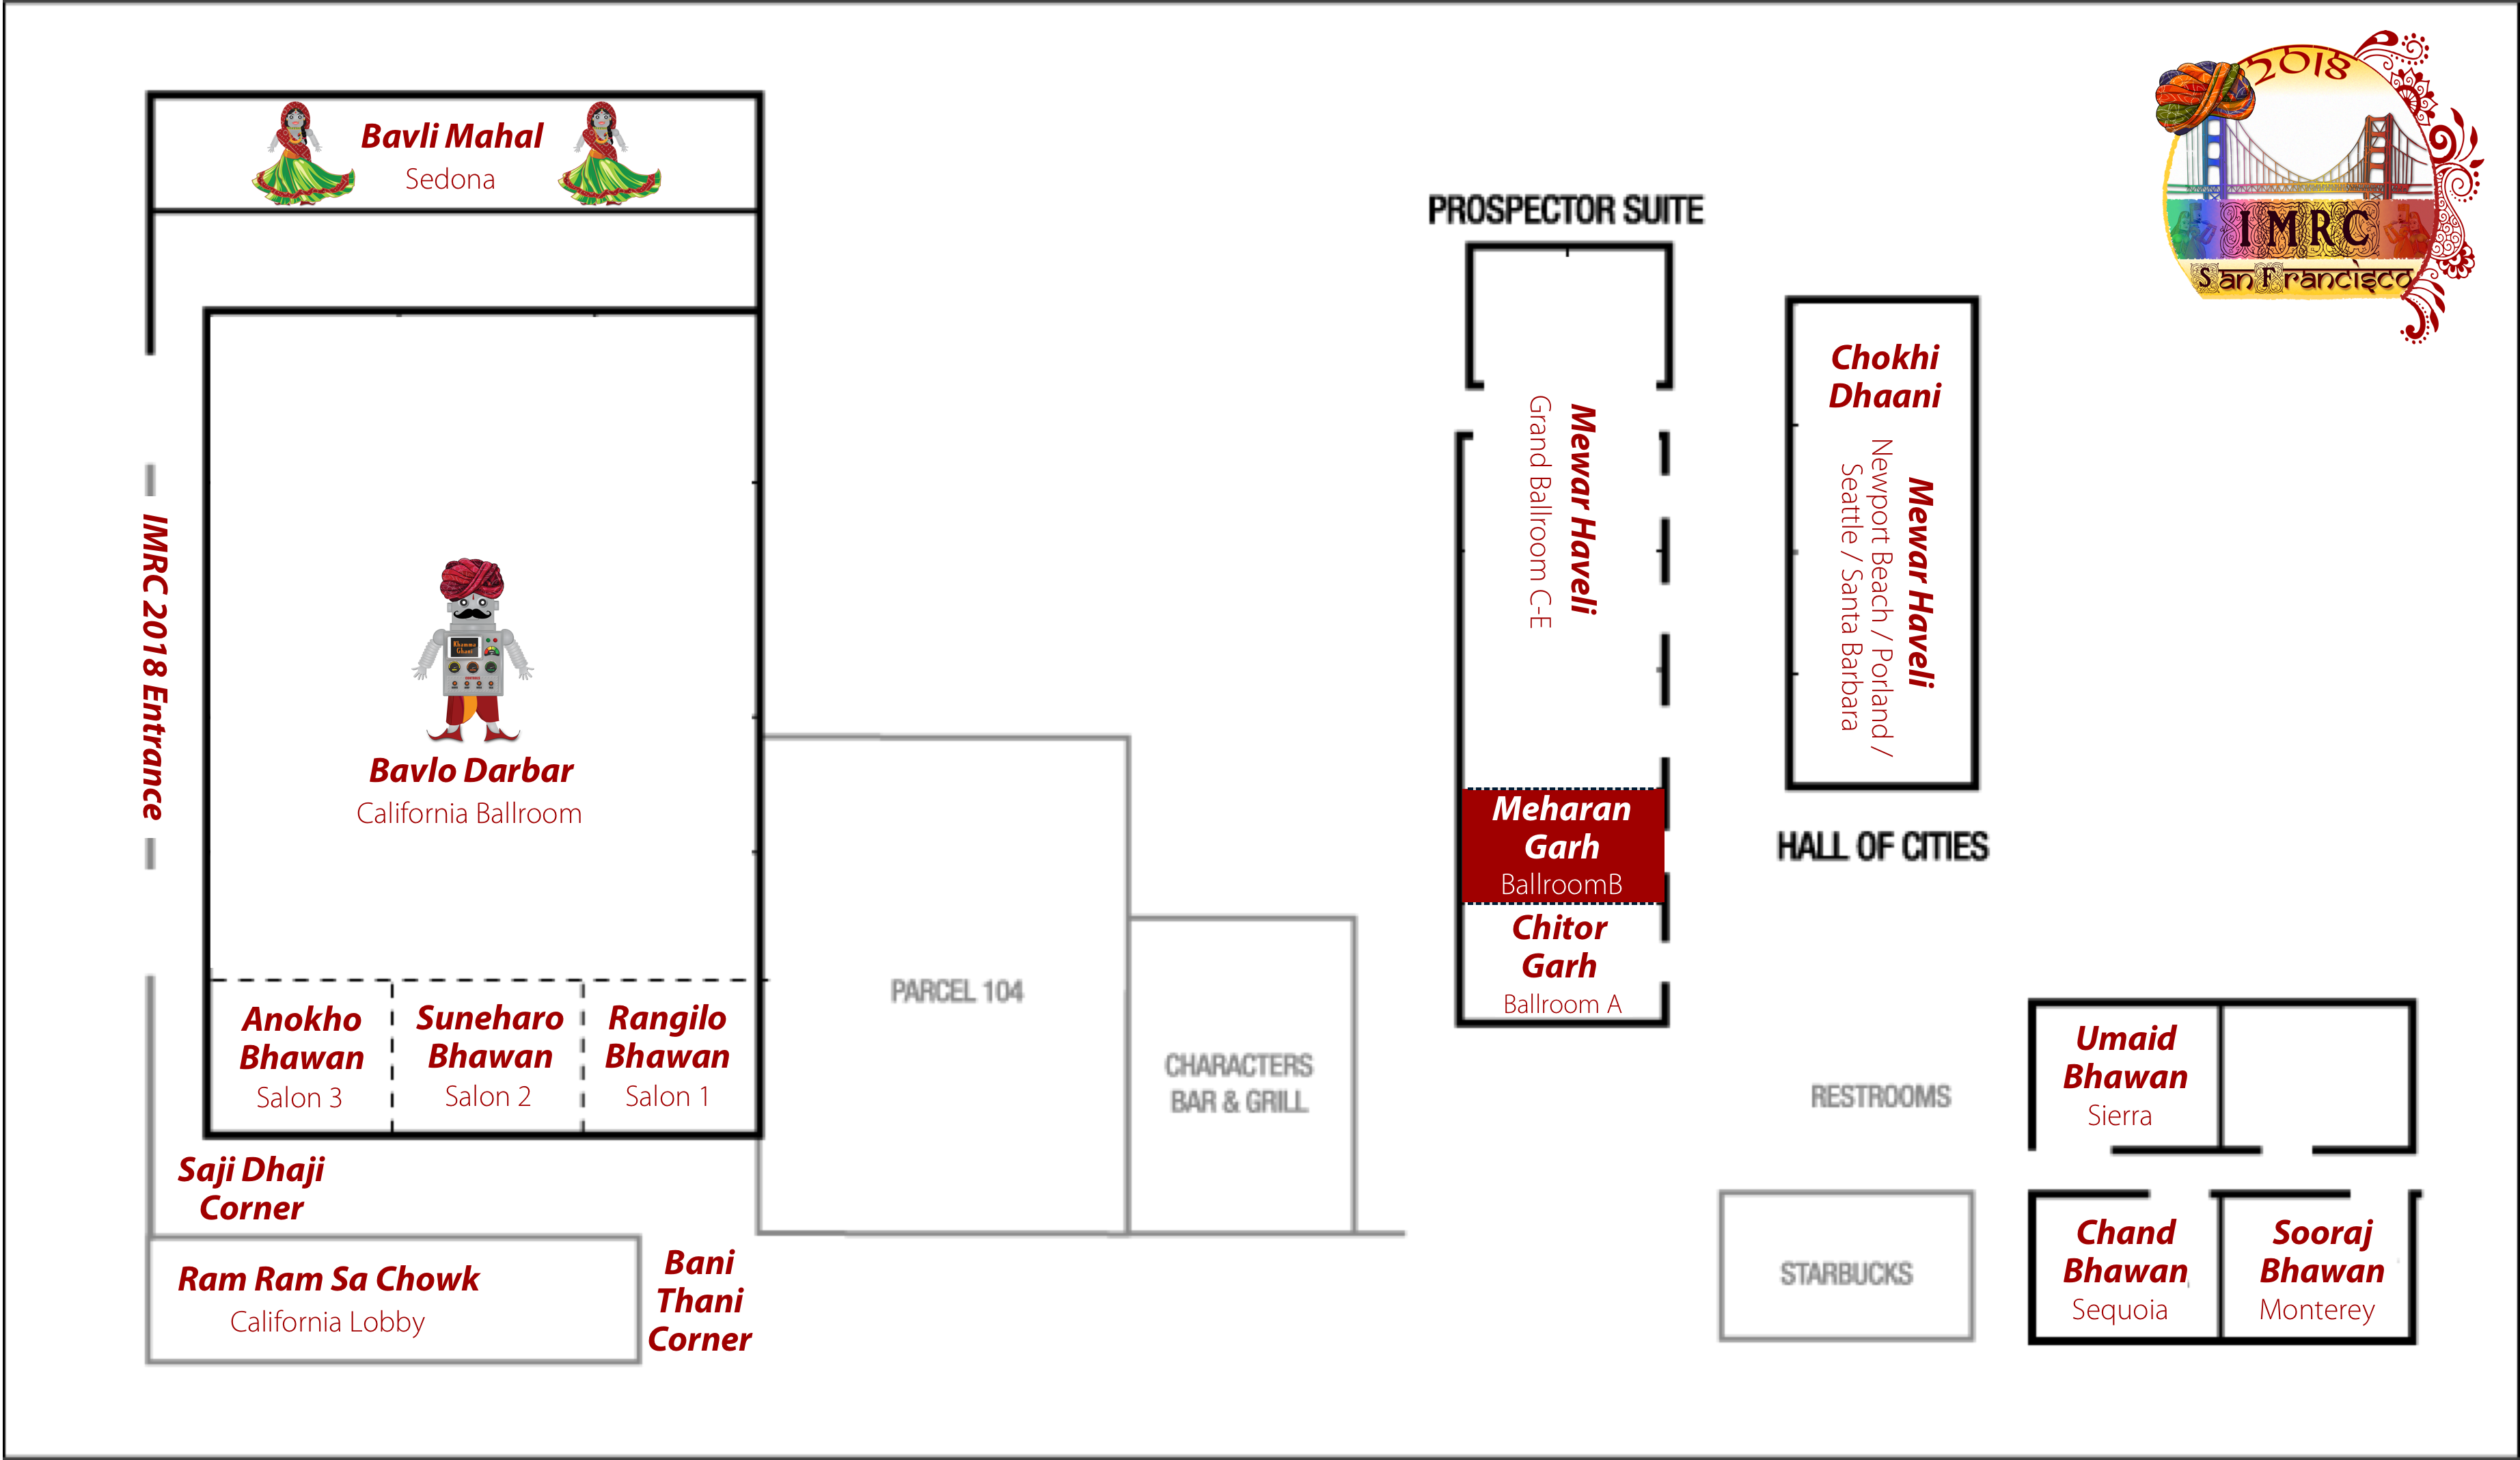 2018
IMRC
San Francisco
Bavli Mahal
Sedona
IMRC 2018 Entrance
Khamma
Ghani
Bavlo Darbar
California Ballroom
Anokho
Bhawan
Salon 3
Suneharo
Bhawan
Salon 2
Rangilo
Bhawan
Salon 1
Saji Dhaji
Corner
Ram Ram Sa Chowk
California Lobby
Bani
Thani
Corner
PARCEL 104
CHARACTERS
BAR & GRILL
PROSPECTOR SUITE
Mewar Haveli
Grand Ballroom C-E
Meharan
Garh
BallroomB
Chitor
Garh
Ballroom A
Chokhi
Dhaani
Mewar Haveli
Newport Beach / Porland /
Seattle / Santa Barbara
HALL OF CITIES
RESTROOMS
STARBUCKS
Umaid
Bhawan
Sierra
Chand
Bhawan
Sequoia
Sooraj
Bhawan
Monterey